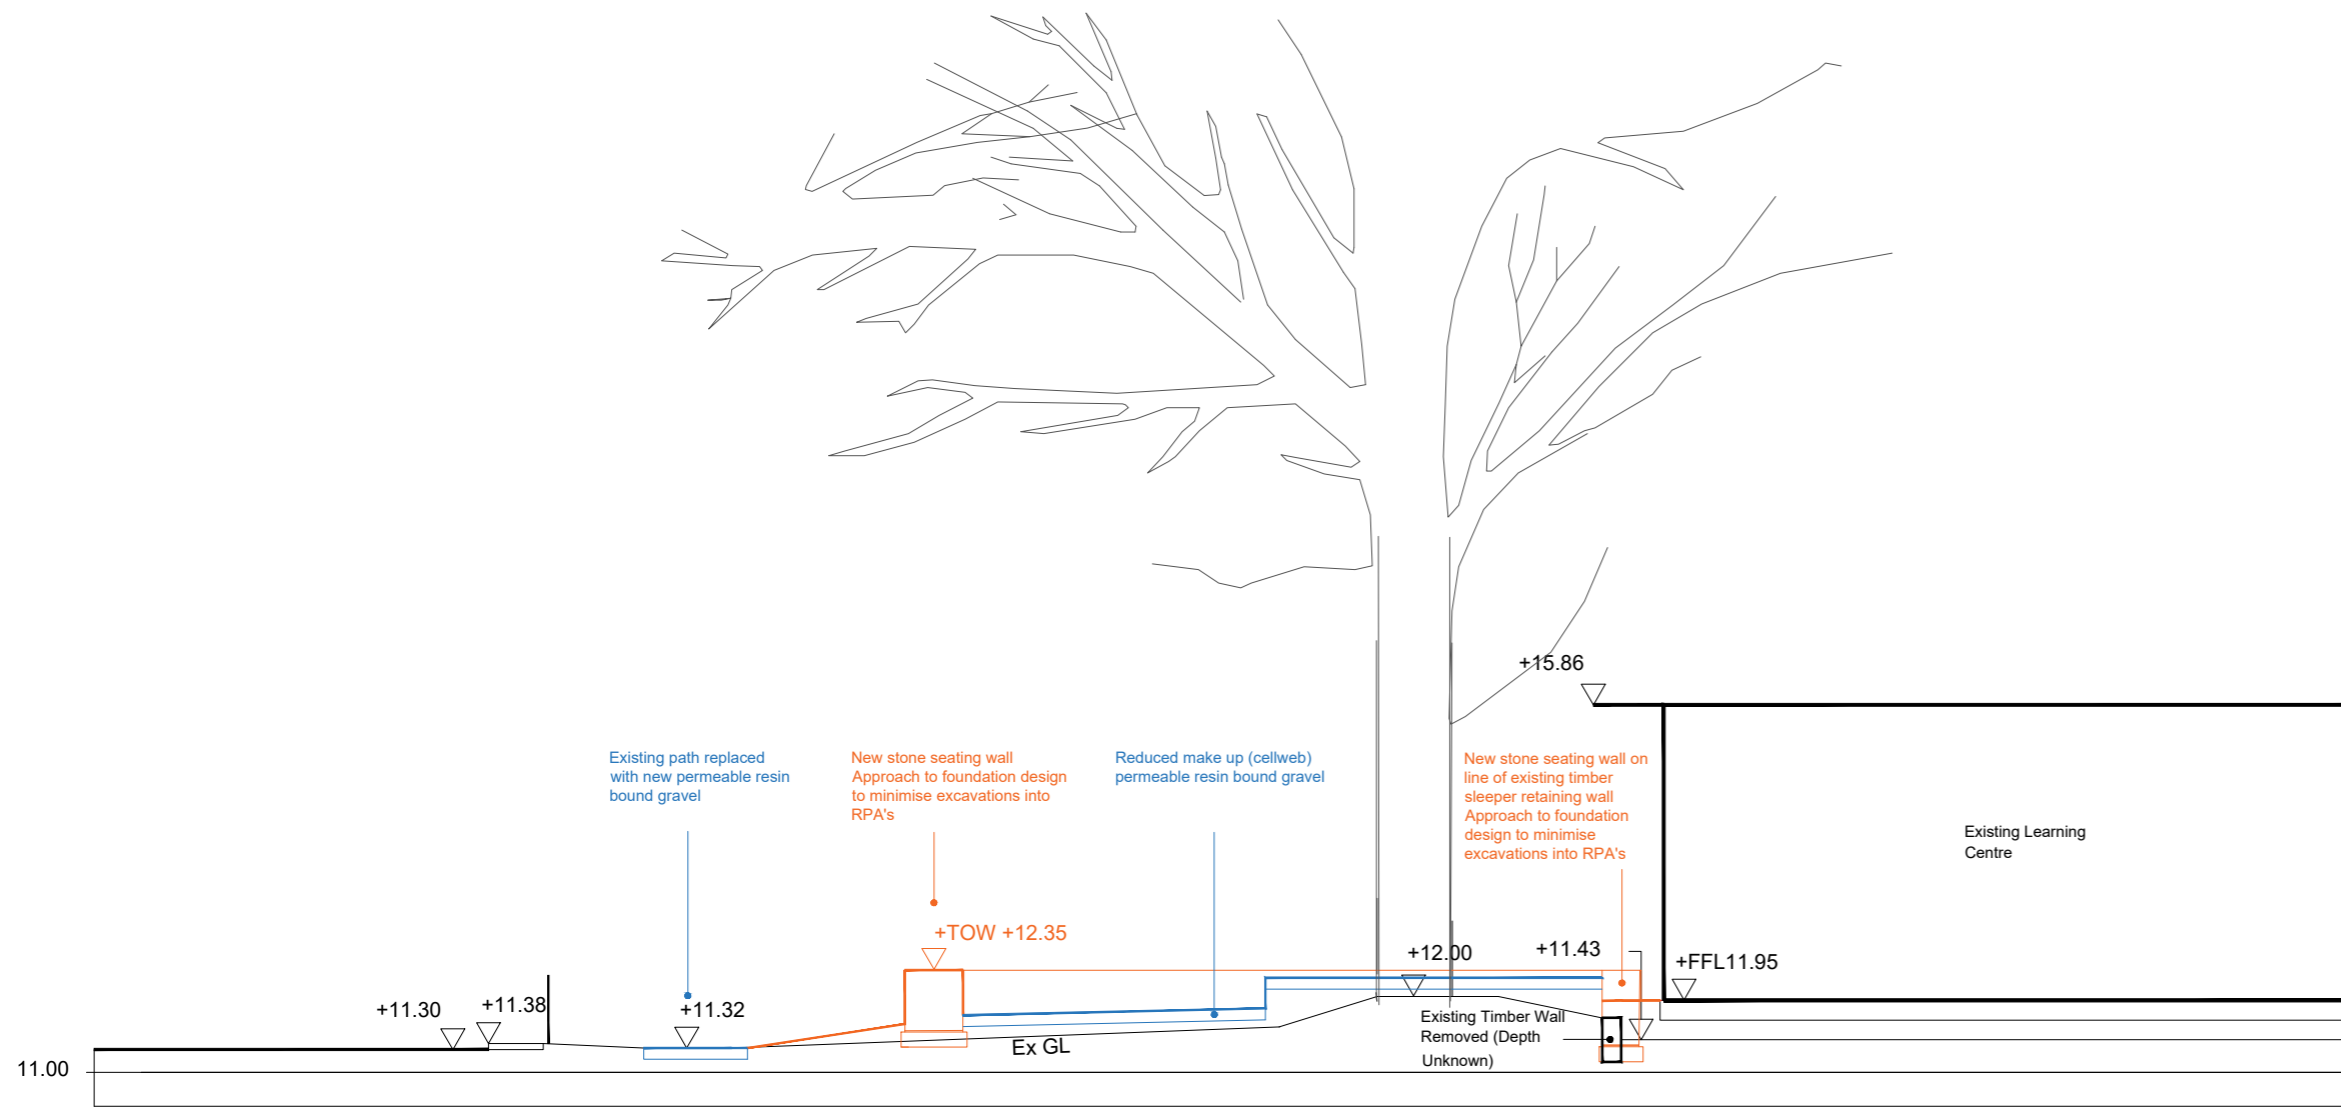 +15.86
Existing path replaced
with new permeable resin
bound gravel
New stone seating wall
Approach to foundation design
to minimise excavations into
RPA's
Reduced make up (cellweb)
permeable resin bound gravel
New stone seating wall on
line of existing timber
sleeper retaining wall
Approach to foundation
design to minimise
excavations into RPA's
Existing Learning
Centre
+TOW +12.35
+12.00
+11.43
+FFL11.95
+11.30
+11.38
+11.32
Existing Timber Wall
Removed (Depth
Unknown)
Ex GL
11.00